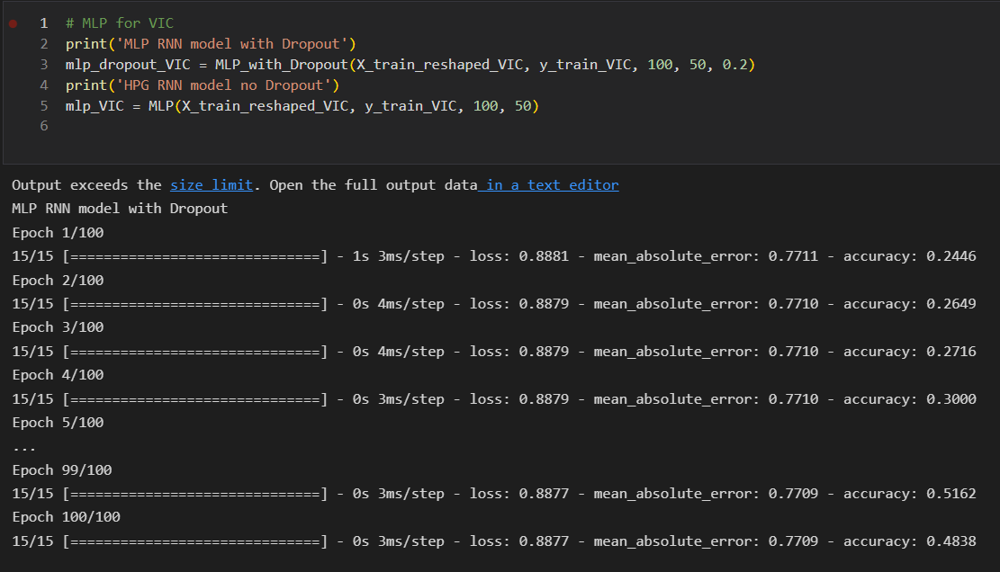 1 # MLP for VIC
2 print('MLP RNN model with Dropout')
3 mlp_dropout_VIC = MLP_with_Dropout(X_train_reshaped_VIC, y_train_VIC, 100, 50, 0.2)
4 print('HPG RNN model no Dropout')
5 mlp_VIC = MLP(X_train_reshaped_VIC, y_train_VIC, 100, 50)
6
Output exceeds the size limit. Open the full output data in a text editor
MLP RNN model with Dropout
Epoch 1/100
15/15 [==============================] - 1s 3ms/step - loss: 0.8881 - mean_absolute_error: 0.7711 - accuracy: 0.2446
Epoch 2/100
15/15 [==============================] - 0s 4ms/step - loss: 0.8879 - mean_absolute_error: 0.7710 - accuracy: 0.2649
Epoch 3/100
15/15 [==============================] - 0s 4ms/step - loss: 0.8879 - mean_absolute_error: 0.7710 - accuracy: 0.2716
Epoch 4/100
15/15 [==============================] - 0s 3ms/step - loss: 0.8879 - mean_absolute_error: 0.7710 - accuracy: 0.3000
Epoch 5/100
...
Epoch 99/100
15/15 [==============================] - 0s 3ms/step - loss: 0.8877 - mean_absolute_error: 0.7709 - accuracy: 0.5162
Epoch 100/100
15/15 [==============================] - 0s 3ms/step - loss: 0.8877 - mean_absolute_error: 0.7709 - accuracy: 0.4838